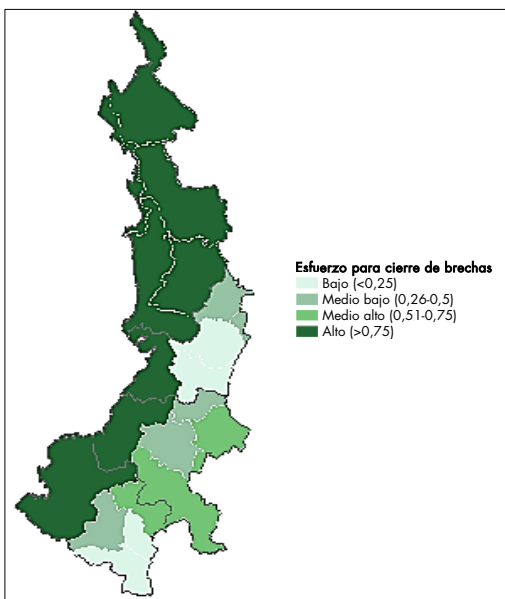 Esfuerzo para cierre de brechas
Bajo (<0,25)
Medio bajo (0,26-0,5)
Medio alto (0,51-0,75)
Alto (>0,75)